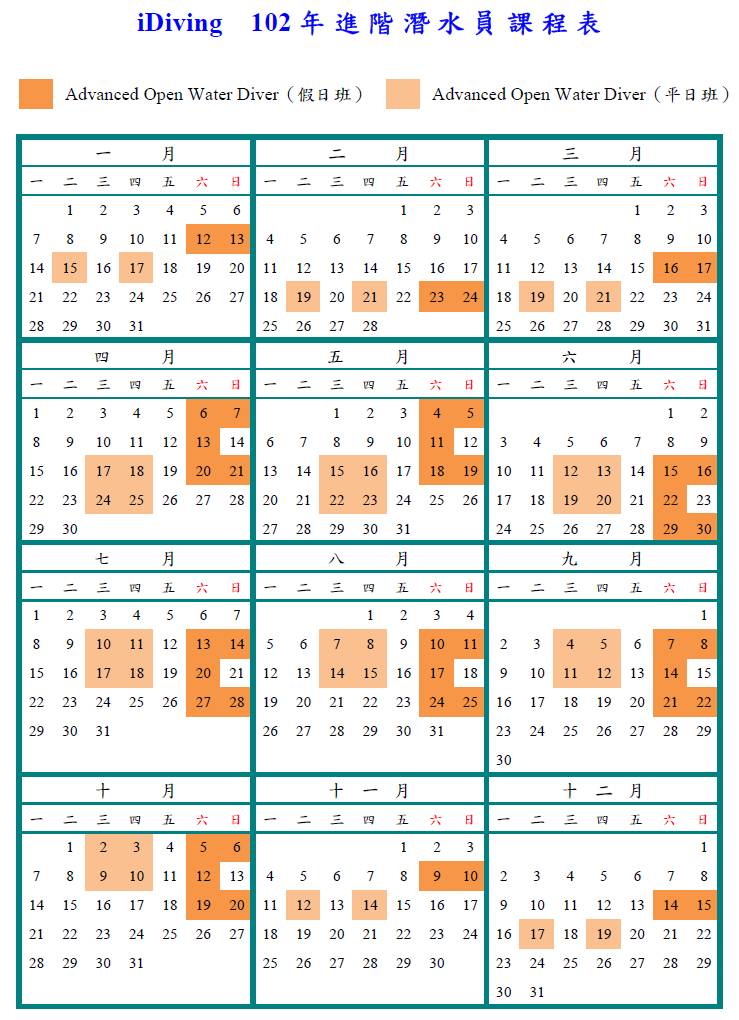 iDiving 102 年 進 階 潛 水 員 課 程 表
Advanced Open Water Diver（假日班） Advanced Open Water Diver（平日班）
一 月 二 月 三 月
一 二 三 四 五 六 日 一 二 三 四 五 六 日 一 二 三 四 五 六 日
1 2 3 4 5 6 1 2 3 1 2 3
7 8 9 10 11 12 13 4 5 6 7 8 9 10 4 5 6 7 8 9 10
14 15 16 17 18 19 20 11 12 13 14 15 16 17 11 12 13 14 15 16 17
21 22 23 24 25 26 27 18 19 20 21 22 23 24 18 19 20 21 22 23 24
28 29 30 31 25 26 27 28 25 26 27 28 29 30 31
四 月 五 月 六 月
一 二 三 四 五 六 日 一 二 三 四 五 六 日 一 二 三 四 五 六 日
1 2 3 4 5 6 7 1 2 3 4 5 1 2
8 9 10 11 12 13 14 6 7 8 9 10 11 12 3 4 5 6 7 8 9
15 16 17 18 19 20 21 13 14 15 16 17 18 19 10 11 12 13 14 15 16
22 23 24 25 26 27 28 20 21 22 23 24 25 26 17 18 19 20 21 22 23
29 30 27 28 29 30 31 24 25 26 27 28 29 30
七 月 八 月 九 月
一 二 三 四 五 六 日 一 二 三 四 五 六 日 一 二 三 四 五 六 日
1 2 3 4 5 6 7 1 2 3 4 1
8 9 10 11 12 13 14 5 6 7 8 9 10 11 2 3 4 5 6 7 8
15 16 17 18 19 20 21 12 13 14 15 16 17 18 9 10 11 12 13 14 15
22 23 24 25 26 27 28 19 20 21 22 23 24 25 16 17 18 19 20 21 22
29 30 31 26 27 28 29 30 31 23 24 25 26 27 28 29
30
十 月 十 一 月 十 二 月
一 二 三 四 五 六 日 一 二 三 四 五 六 日 一 二 三 四 五 六 日
1 2 3 4 5 6 1 2 3 1
7 8 9 10 11 12 13 4 5 6 7 8 9 10 2 3 4 5 6 7 8
14 15 16 17 18 19 20 11 12 13 14 15 16 17 9 10 11 12 13 14 15
21 22 23 24 25 26 27 18 19 20 21 22 23 24 16 17 18 19 20 21 22
28 29 30 31 25 26 27 28 29 30 23 24 25 26 27 28 29
30 31